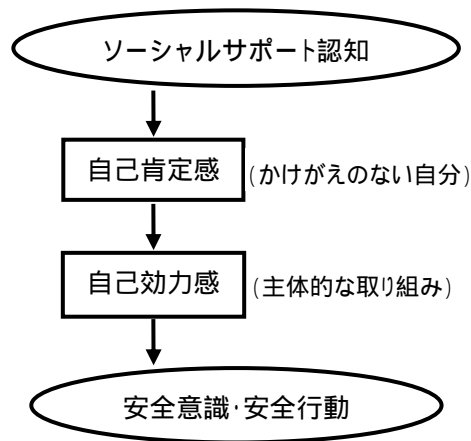 ソーシャルサポート認知
自己肯定感 (かけがえのない自分)
自己効力感 (主体的な取り組み)
安全意識・安全行動